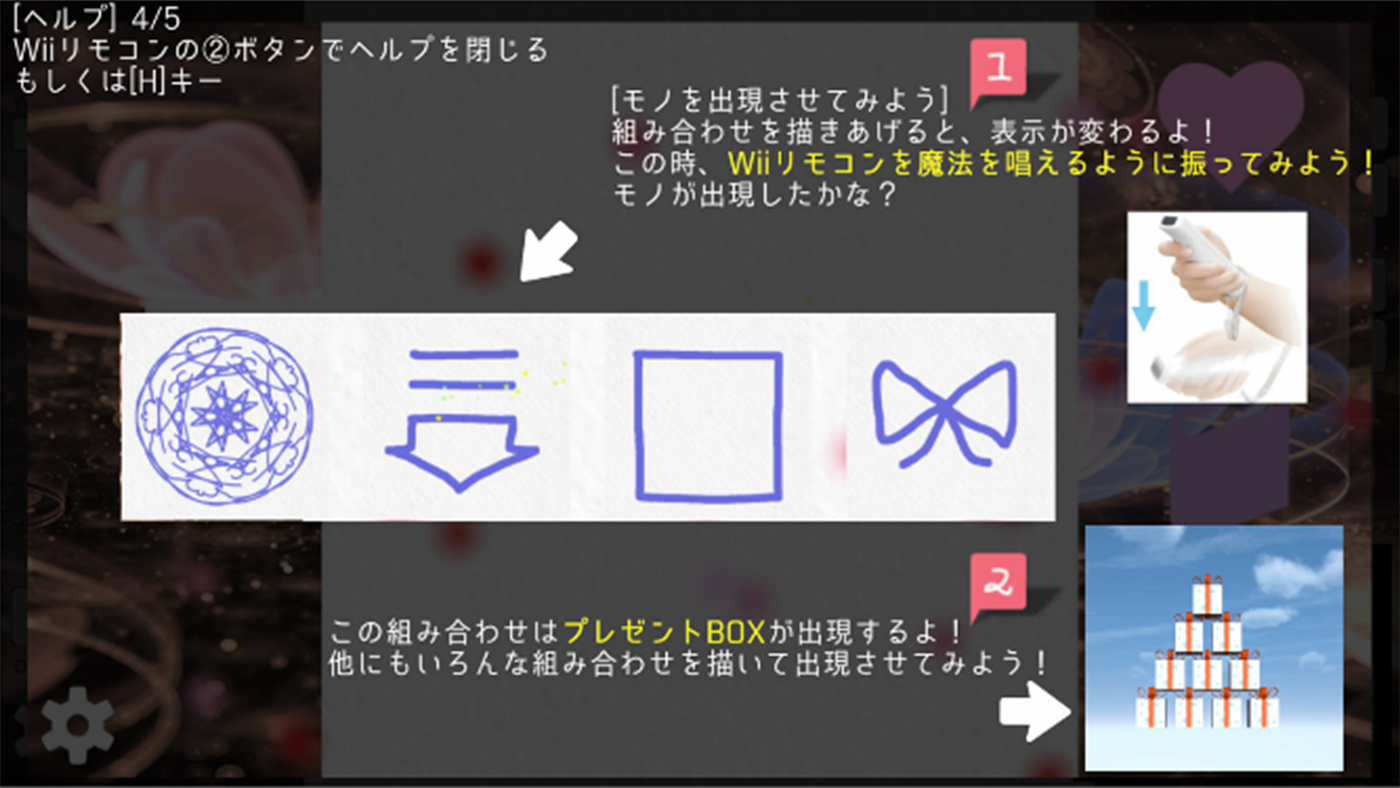 [ヘルプ] 4/5
Wiiリモコンの②ボタンでヘルプを閉じる
もしくは[H]キー
1
[モノを出現させてみよう]
組み合わせを描きあげると、表示が変わるよ！
この時、Wiiリモコンを魔法を唱えるように振ってみよう！
モノが出現したかな？
2
この組み合わせはプレゼントBOXが出現するよ！
他にもいろんな組み合わせを描いて出現させてみよう！